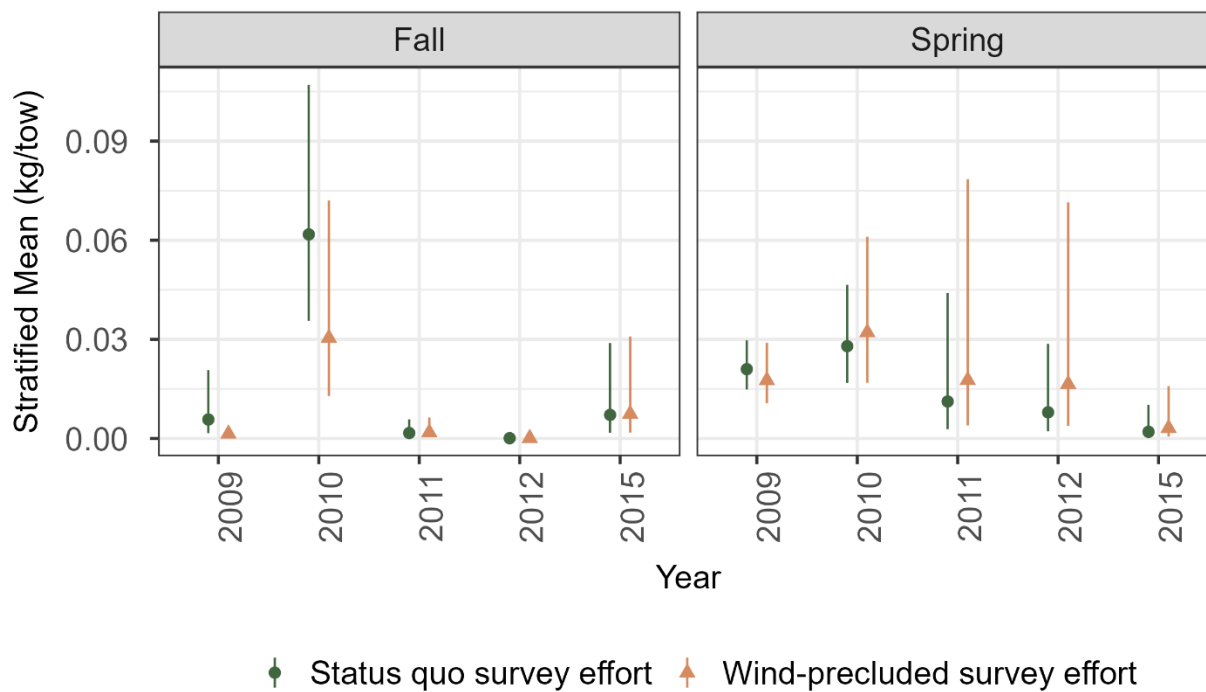 Fall
Spring
Stratified Mean (kg/tow)
0.09
0.06
0.03
0.00
2009
2010
2011
2012
2015
2009
2010
2011
2012
2015
Year
Status quo survey effort
Wind-precluded survey effort